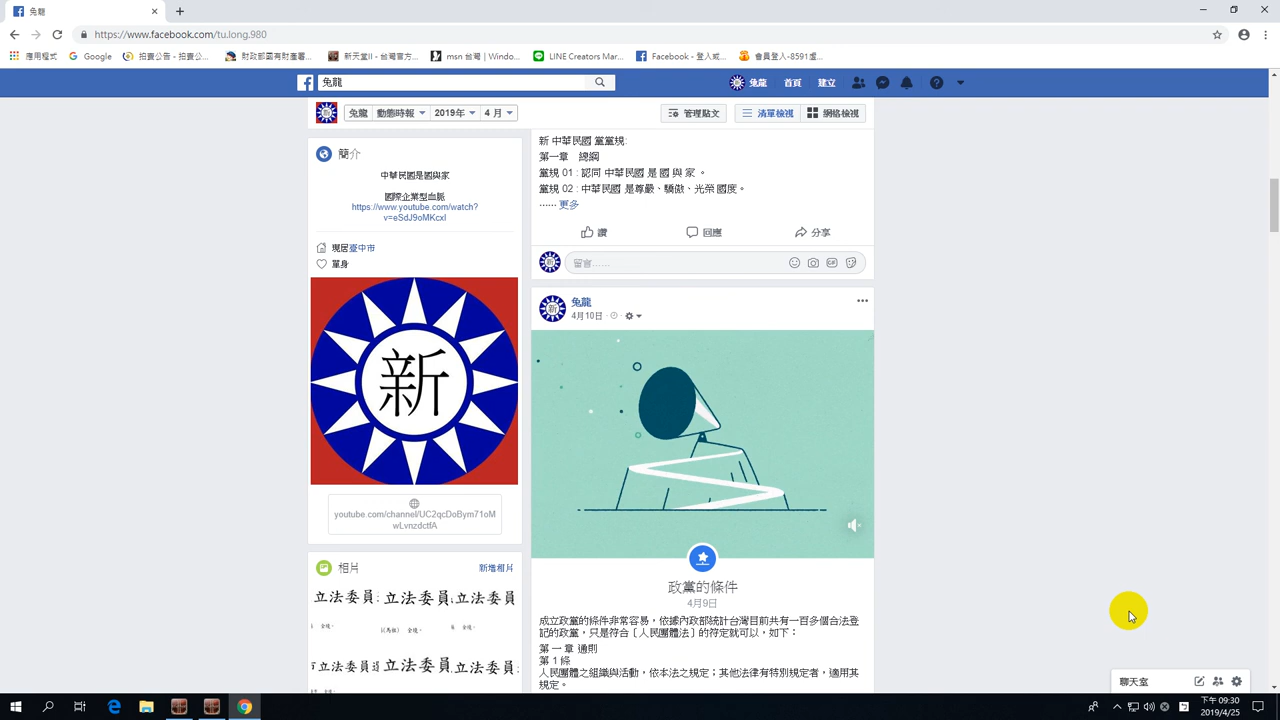 兔龍
https://www.facebook.com/tu.long.980
應用程式
Google
拍賣公告 - 拍賣公...
財政部國有財產署...
新天堂II - 台灣官方...
msn 台灣 | Windo...
LINE Creators Mar...
Facebook - 登入或...
會員登入-8591虛...
兔龍
兔龍 首頁 建立
兔龍 動態時報 2019年 4 月
管理貼文 清單檢視 網格檢視
簡介
中華民國是國與家
國際企業型血脈
https://www.youtube.com/watch?
v=eSdJ9oMKcxI
現居臺中市
單身
新
youtube.com/channel/UC2qcDoBym71oM
wLvnzdctfA
相片
新增相片
立法委員: 立法委員: 立法委員
立法委員: 立法委員: 立法委員
新 中華民國 黨黨規:
第一章 總綱
黨規 01 : 認同 中華民國 是 國 與 家 。
黨規 02 : 中華民國 是尊嚴、驕傲、光榮 國度。
…… 更多
讚 回應 分享
新
留言……
新
兔龍
4月10日
政黨的條件
4月9日
成立政黨的條件非常容易，依據內政部統計台灣目前共有一百多個合法登
記的政黨，只是符合〔人民團體法〕的符定就可以，如下：
第 一 章 通則
第 1 條
人民團體之組織與活動，依本法之規定；其他法律有特別規定者，適用其
規定。
聊天室
下午 09:30
2019/4/25